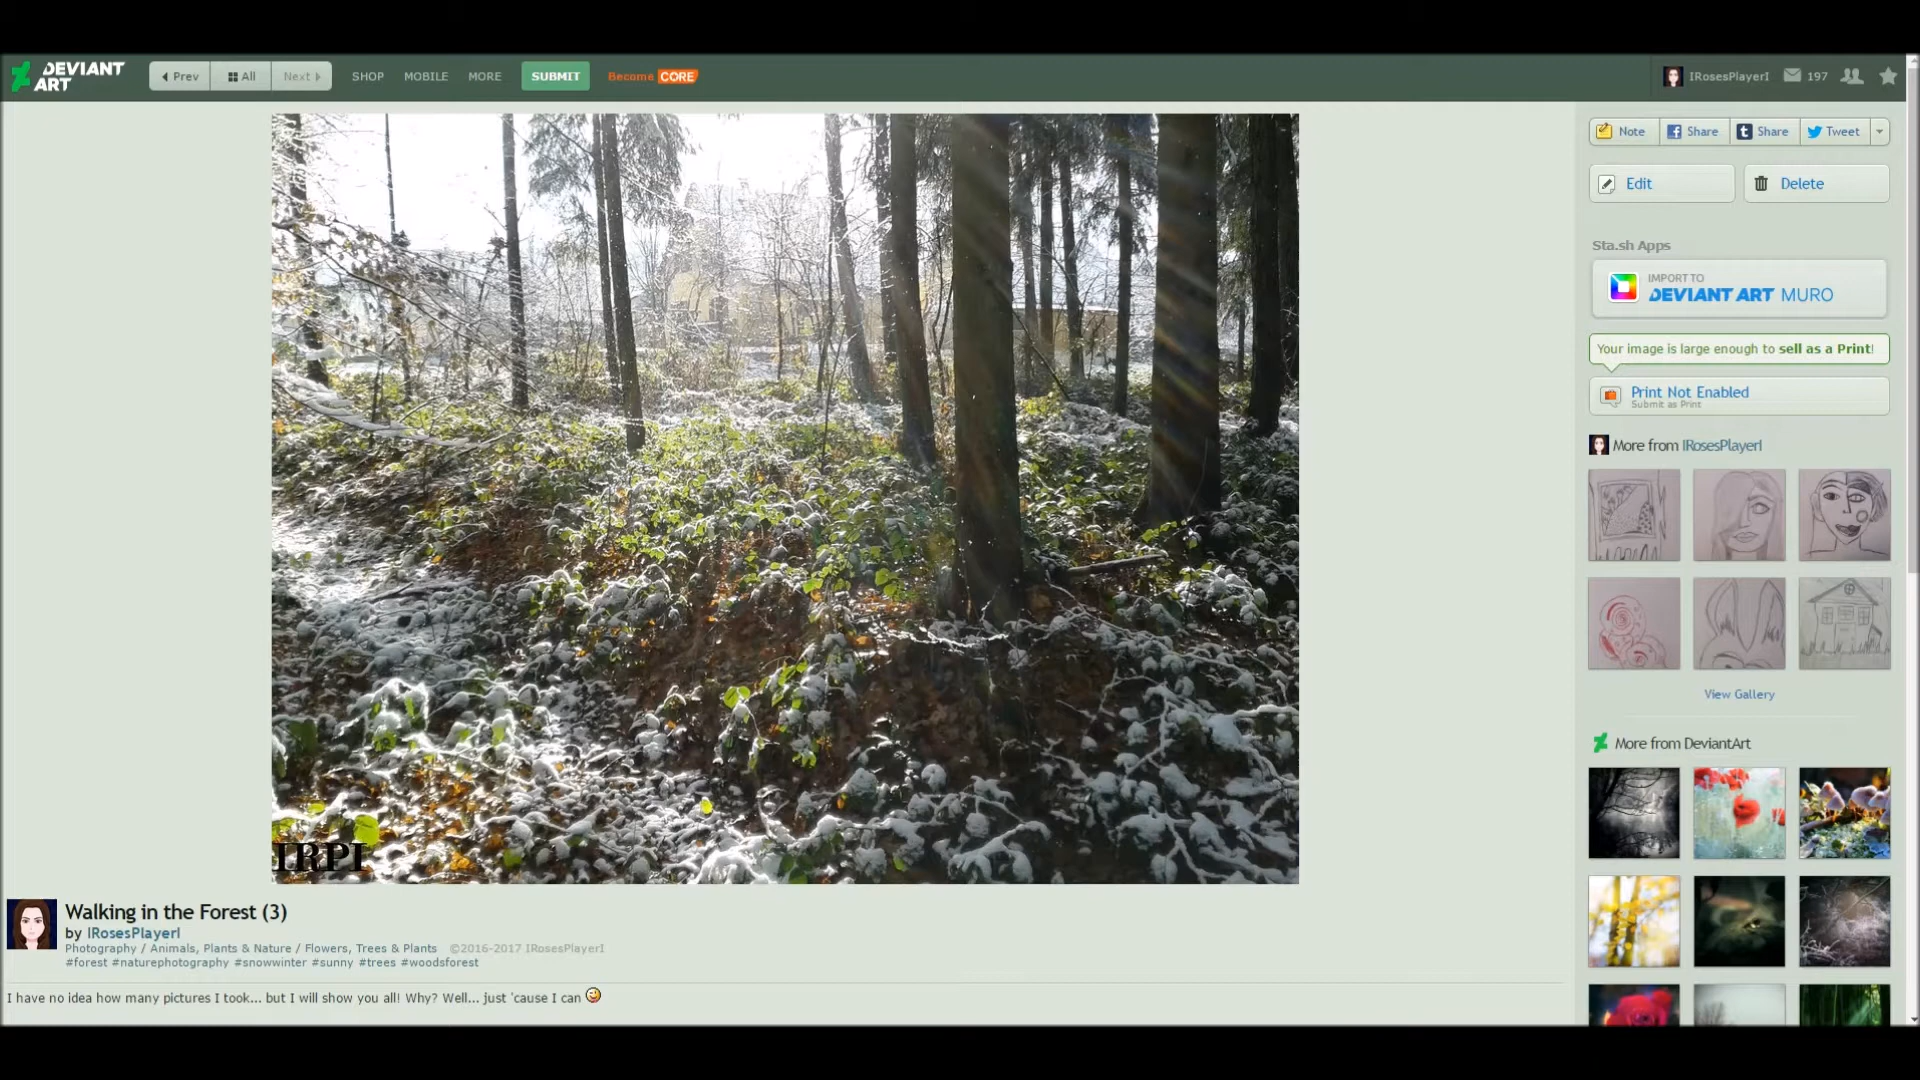 DEVIANT ART
Prev
All
Next
SHOP
MOBILE
MORE
SUBMIT
Become CORE
IRosesPlayerI
197
Note
Share
Share
Tweet
Edit
Delete
Sta.sh Apps
IMPORT TO
DEVIANT ART MURO
Your image is large enough to sell as a Print!
Print Not Enabled
Submit as Print
More from IRosesPlayerI
View Gallery
More from DeviantArt
IRPI
Walking in the Forest (3)
by IRosesPlayerI
Photography / Animals, Plants & Nature / Flowers, Trees & Plants ©2016-2017 IRosesPlayerI
#forest #naturephotography #snowwinter #sunny #trees #woodsforest
I have no idea how many pictures I took... but I will show you all! Why? Well... just 'cause I can